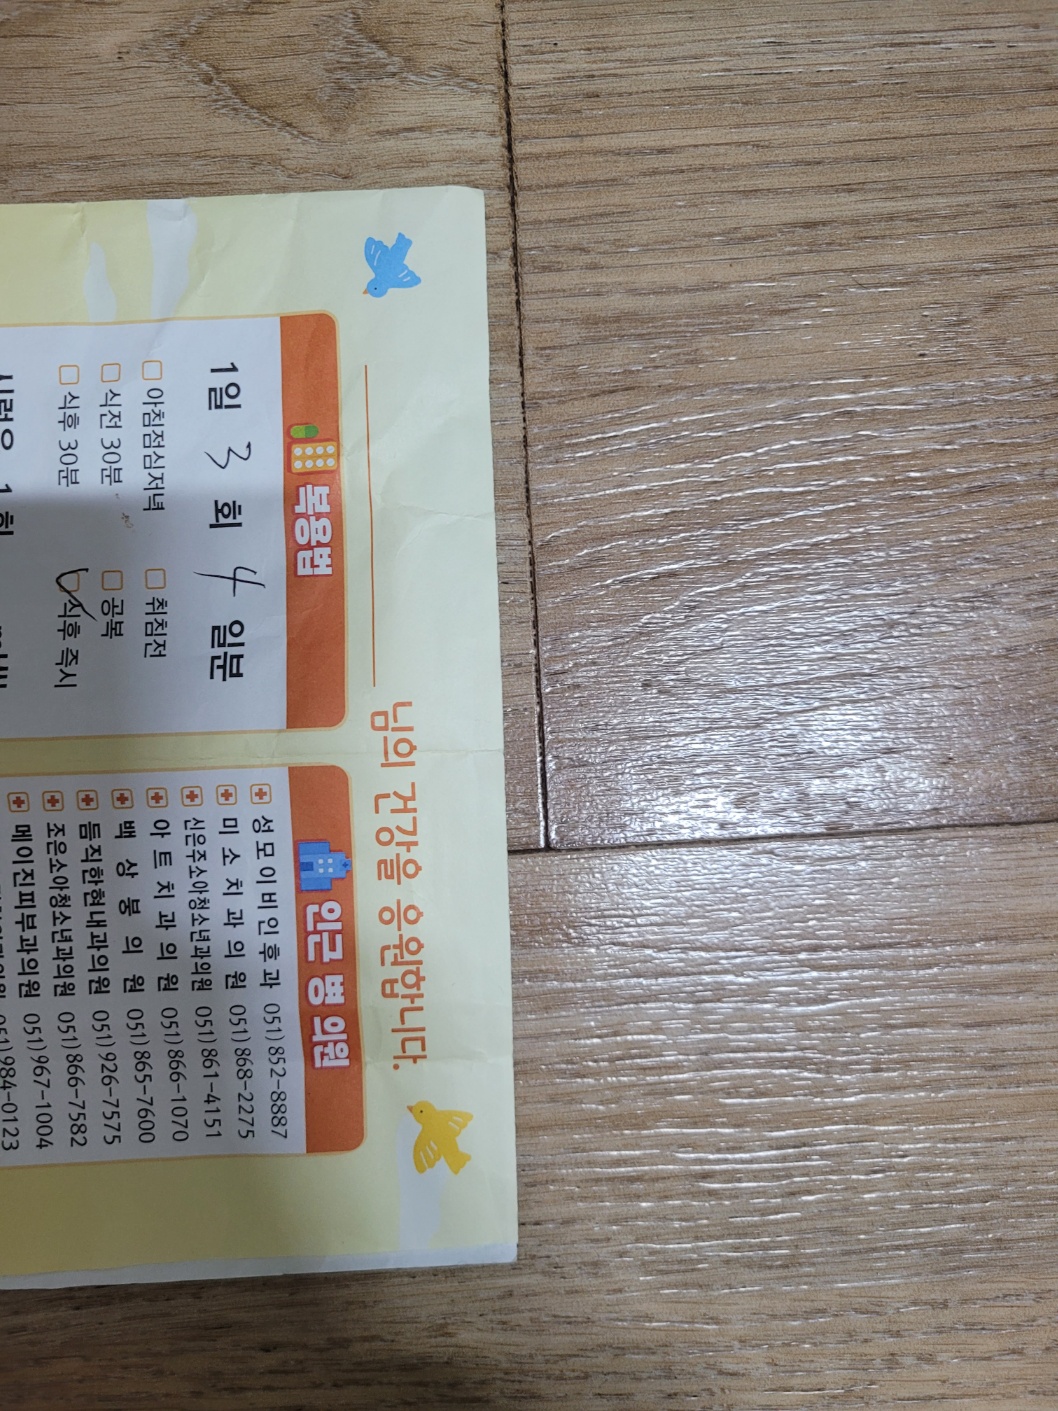 님의 건강을 응원합니다.
복용법
1일 3 회 4 일분
아침점심저녁 취침전
식전 30분 공복
식후 30분 식후 즉시
시럽은 1회
인근 병 의원
성모이비인후과 051) 852-8887
미소치과의원 051) 868-2275
신은주소아청소년과의원 051) 861-4151
아트치과의원 051) 866-1070
백상봉의원 051) 865-7600
듬직한현내과의원 051) 926-7575
조은소아청소년과의원 051) 866-7582
메이진피부과의원 051) 967-1004
051) 984-0123